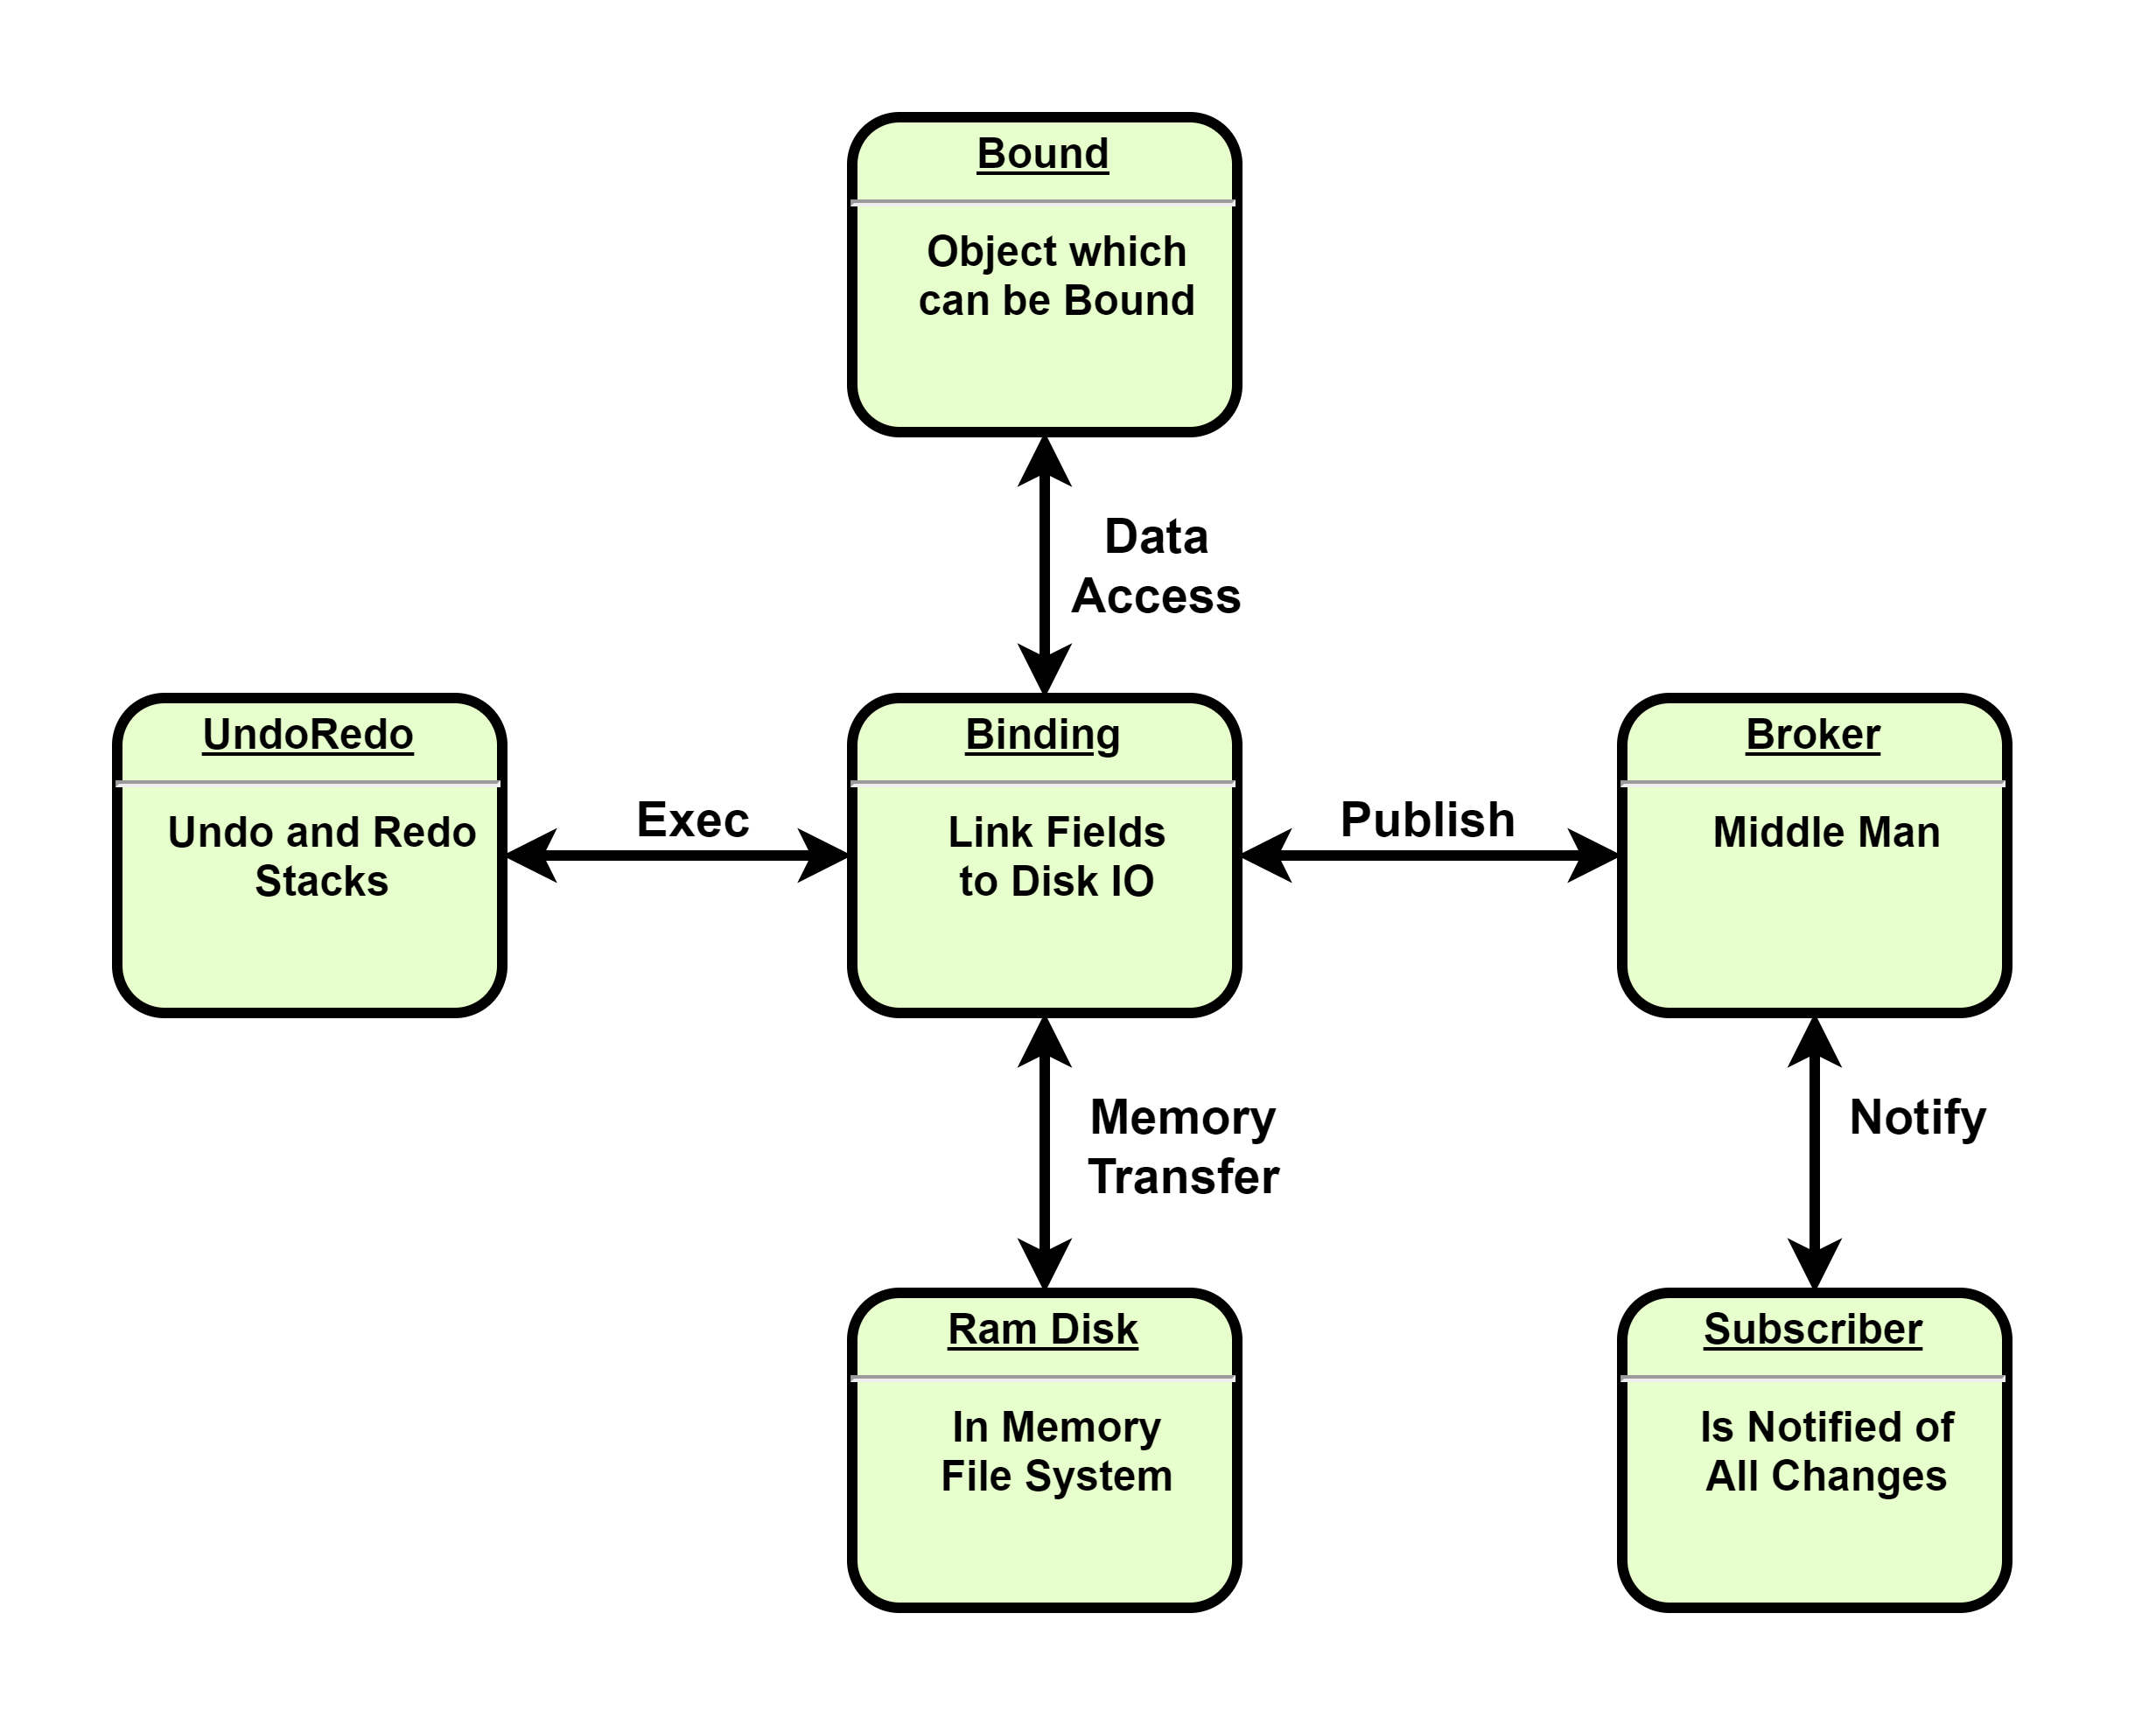 Bound
Object which
can be Bound
Data
Access
UndoRedo
Undo and Redo
Stacks
Exec
Binding
Link Fields
to Disk IO
Publish
Broker
Middle Man
Memory
Transfer
Notify
Ram Disk
In Memory
File System
Subscriber
Is Notified of
All Changes